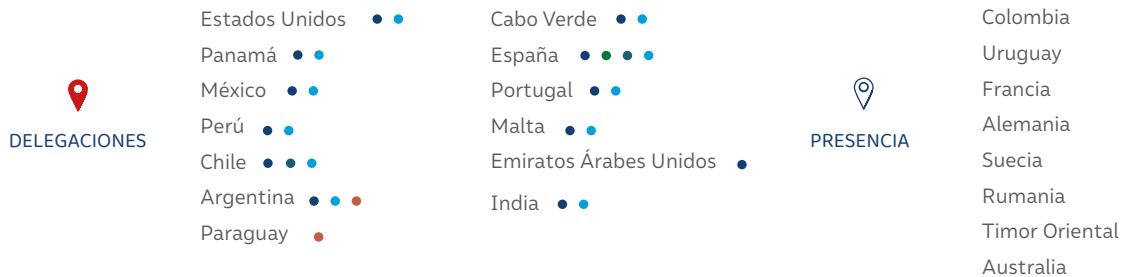 DELEGACIONES
Estados Unidos
Panamá
México
Perú
Chile
Argentina
Paraguay
Cabo Verde
España
Portugal
Malta
Emiratos Árabes Unidos
India
PRESENCIA
Colombia
Uruguay
Francia
Alemania
Suecia
Rumania
Timor Oriental
Australia